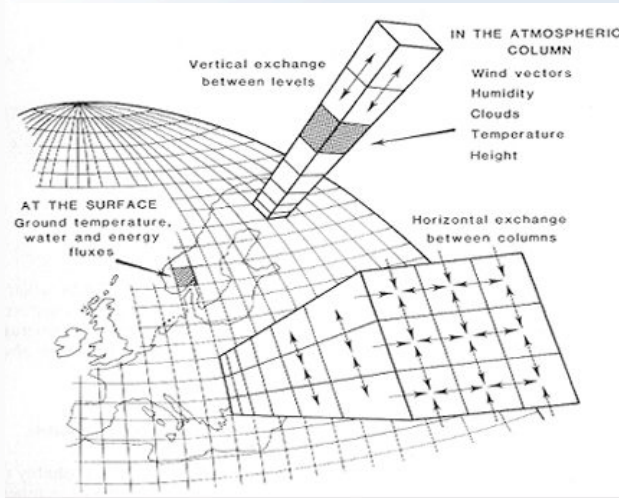 Vertical exchange
between levels
IN THE ATMOSPHERIC
COLUMN
Wind vectors
Humidity
Clouds
Temperature
Height
AT THE SURFACE
Ground temperature,
water and energy
fluxes
Horizontal exchange
between columns